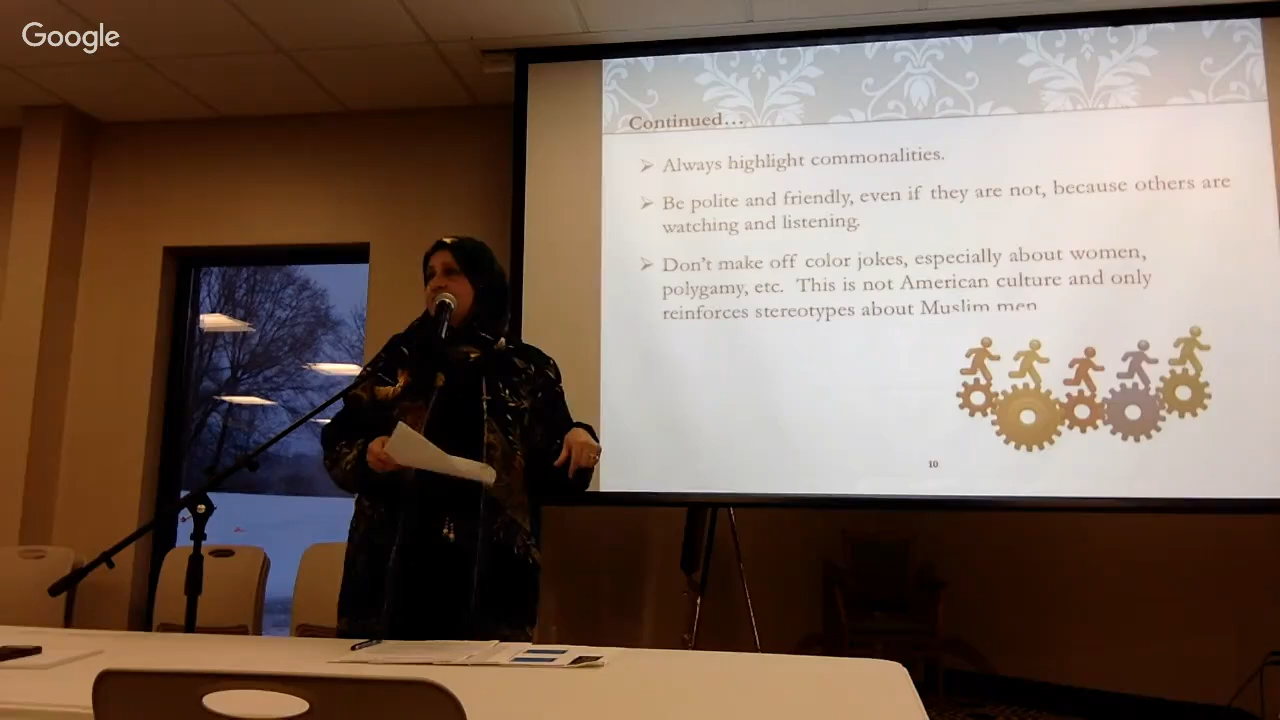 Google
Continued…
Always highlight commonalities.
Be polite and friendly, even if they are not, because others are
watching and listening.
Don't make off color jokes, especially about women,
polygamy, etc. This is not American culture and only
reinforces stereotypes about Muslim men
10